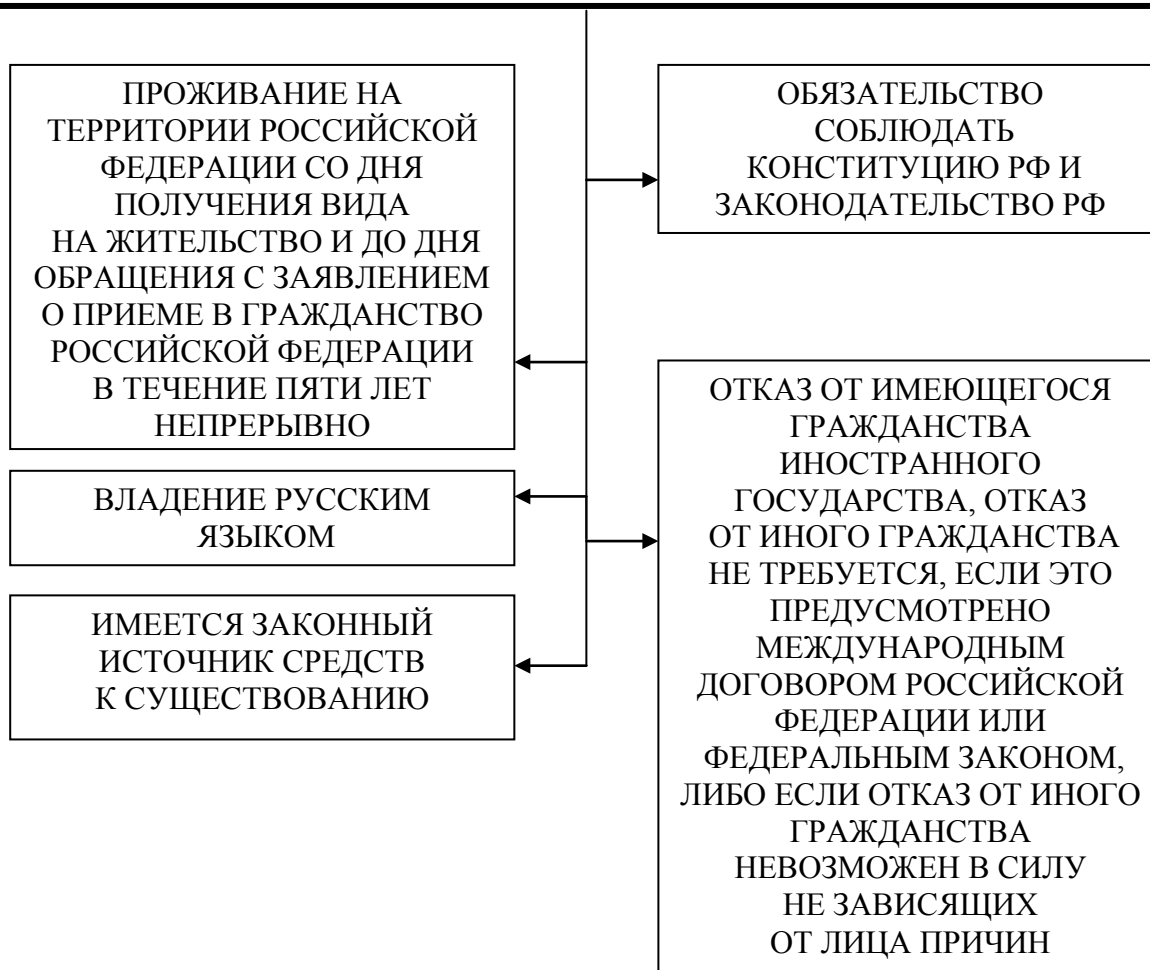 ПРОЖИВАНИЕ НА
ТЕРРИТОРИИ РОССИЙСКОЙ
ФЕДЕРАЦИИ СО ДНЯ
ПОЛУЧЕНИЯ ВИДА
НА ЖИТЕЛЬСТВО И ДО ДНЯ
ОБРАЩЕНИЯ С ЗАЯВЛЕНИЕМ
О ПРИЕМЕ В ГРАЖДАНСТВО
РОССИЙСКОЙ ФЕДЕРАЦИИ
В ТЕЧЕНИЕ ПЯТИ ЛЕТ
НЕПРЕРЫВНО
ВЛАДЕНИЕ РУССКИМ
ЯЗЫКОМ
ИМЕЕТСЯ ЗАКОННЫЙ
ИСТОЧНИК СРЕДСТВ
К СУЩЕСТВОВАНИЮ
ОБЯЗАТЕЛЬСТВО
СОБЛЮДАТЬ
КОНСТИТУЦИЮ РФ И
ЗАКОНОДАТЕЛЬСТВО РФ
ОТКАЗ ОТ ИМЕЮЩЕГОСЯ
ГРАЖДАНСТВА
ИНОСТРАННОГО
ГОСУДАРСТВА, ОТКАЗ
ОТ ИНОГО ГРАЖДАНСТВА
НЕ ТРЕБУЕТСЯ, ЕСЛИ ЭТО
ПРЕДУСМОТРЕНО
МЕЖДУНАРОДНЫМ
ДОГОВОРОМ РОССИЙСКОЙ
ФЕДЕРАЦИИ ИЛИ
ФЕДЕРАЛЬНЫМ ЗАКОНОМ,
ЛИБО ЕСЛИ ОТКАЗ ОТ ИНОГО
ГРАЖДАНСТВА
НЕВОЗМОЖЕН В СИЛУ
НЕ ЗАВИСЯЩИХ
ОТ ЛИЦА ПРИЧИН